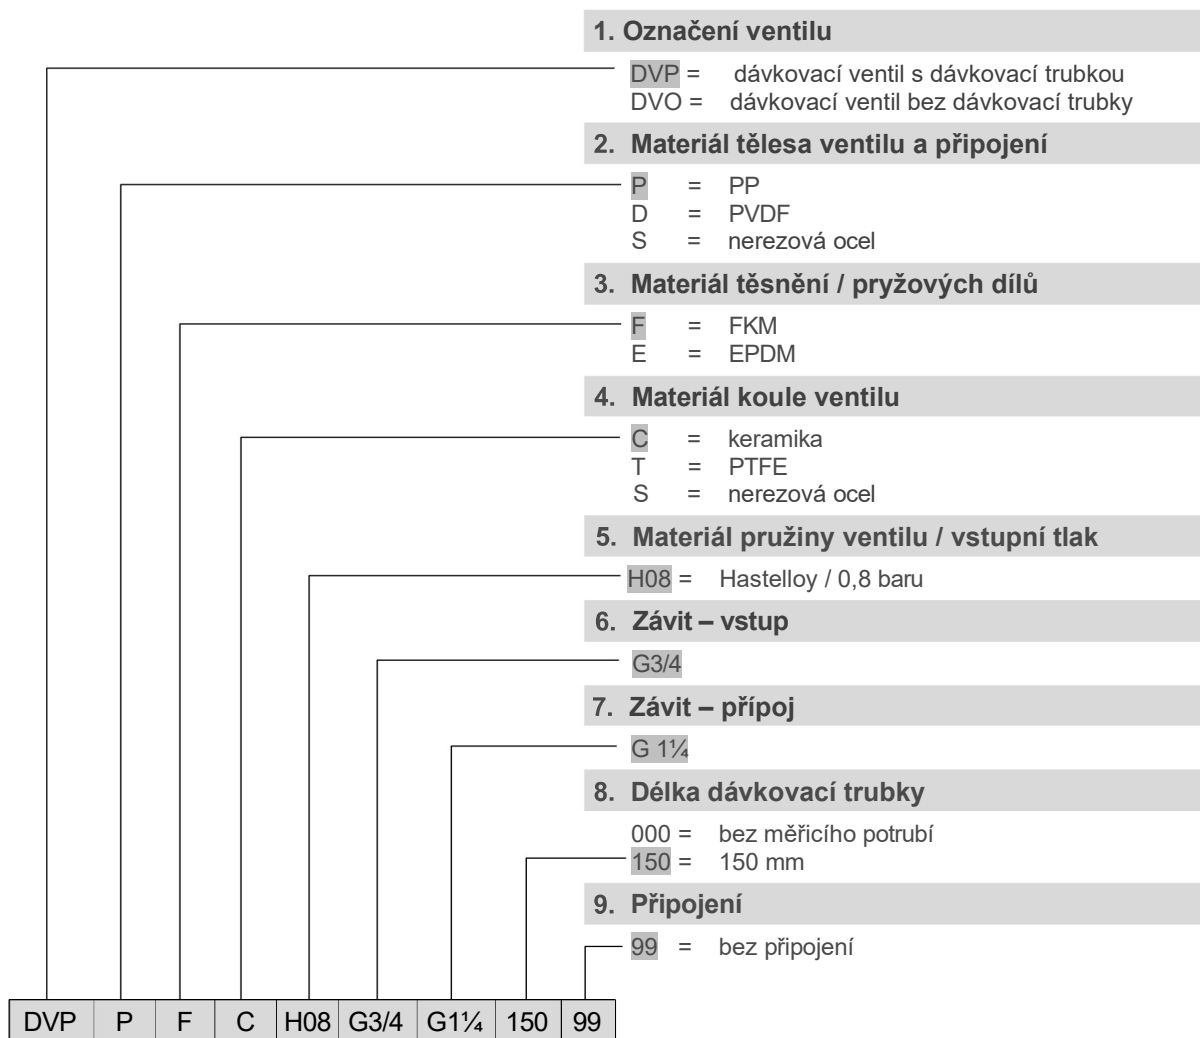 1. Označení ventilu
DVP = dávkovací ventil s dávkovací trubkou
DVO = dávkovací ventil bez dávkovací trubky
2. Materiál tělesa ventilu a připojení
P = PP
D = PVDF
S = nerezová ocel
3. Materiál těsnění / pryžových dílů
F = FKM
E = EPDM
4. Materiál koule ventilu
C = keramika
T = PTFE
S = nerezová ocel
5. Materiál pružiny ventilu / vstupní tlak
H08 = Hastelloy / 0,8 baru
6. Závit – vstup
G3/4
7. Závit – přípoj
G 1¼
8. Délka dávkovací trubky
000 = bez měřicího potrubí
150 = 150 mm
9. Připojení
99 = bez připojení
DVP P F C H08 G3/4 G1¼ 150 99